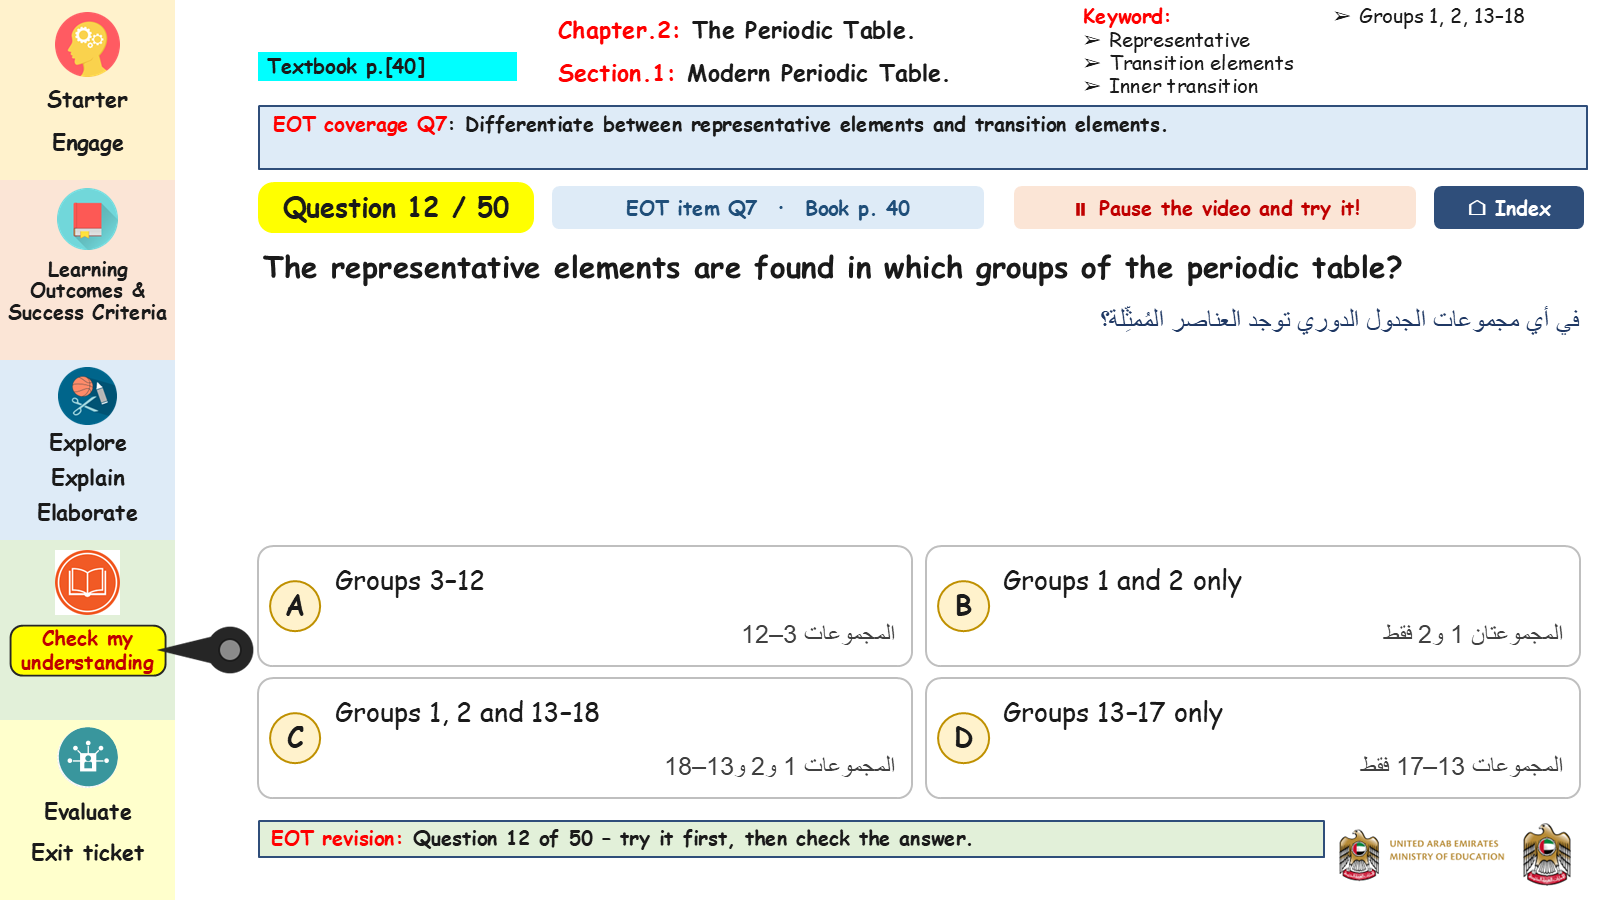 Starter
Engage
Learning
Outcomes &
Success Criteria
Explore
Explain
Elaborate
Check my
understanding
Evaluate
Exit ticket
Textbook p.[40]
Chapter.2: The Periodic Table.
Section.1: Modern Periodic Table.
Keyword:
➢ Representative
➢ Transition elements
➢ Inner transition
➢ Groups 1, 2, 13–18
EOT coverage Q7: Differentiate between representative elements and transition elements.
Question 12 / 50
EOT item Q7 · Book p. 40
⏸ Pause the video and try it!
Index
The representative elements are found in which groups of the periodic table?
في أي مجموعات الجدول الدوري توجد العناصر المُمثِّلة؟
A
Groups 3–12
المجموعات 3–12
B
Groups 1 and 2 only
المجموعتان 1 و2 فقط
C
Groups 1, 2 and 13–18
المجموعات 1 و2 و13–18
D
Groups 13–17 only
المجموعات 13–17 فقط
EOT revision: Question 12 of 50 – try it first, then check the answer.
UNITED ARAB EMIRATES
MINISTRY OF EDUCATION